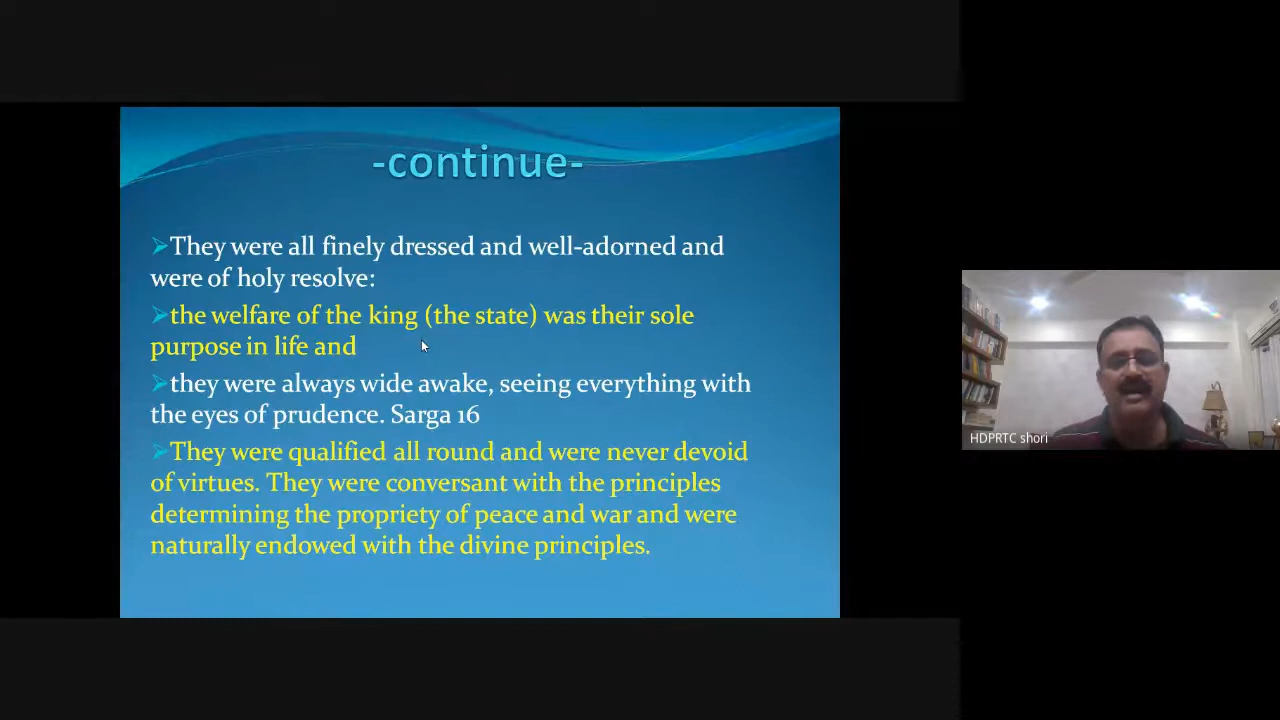 -continue-
➢They were all finely dressed and well-adorned and
were of holy resolve:
➢the welfare of the king (the state) was their sole
purpose in life and
➢they were always wide awake, seeing everything with
the eyes of prudence. Sarga 16
➢They were qualified all round and were never devoid
of virtues. They were conversant with the principles
determining the propriety of peace and war and were
naturally endowed with the divine principles.
HDPRTC shori